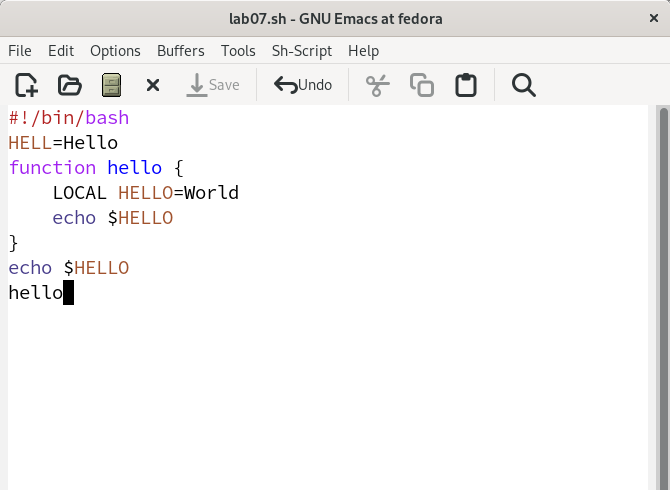 lab07.sh - GNU Emacs at fedora
File Edit Options Buffers Tools Sh-Script Help
Save Undo
#!/bin/bash
HELL=Hello
function hello {
    LOCAL HELLO=World
    echo $HELLO
}
echo $HELLO
hello